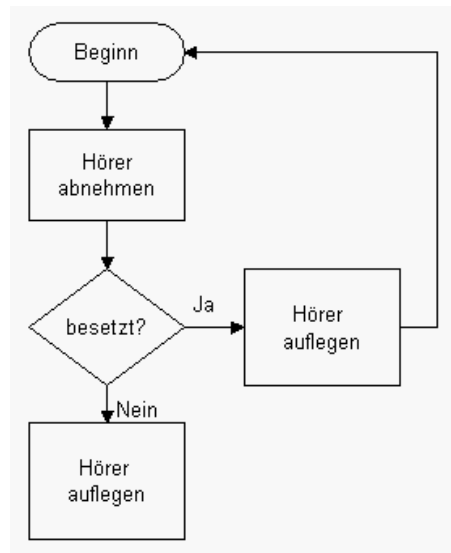 Beginn
Hörer
abnehmen
besetzt?
Ja
Hörer
auflegen
Nein
Hörer
auflegen